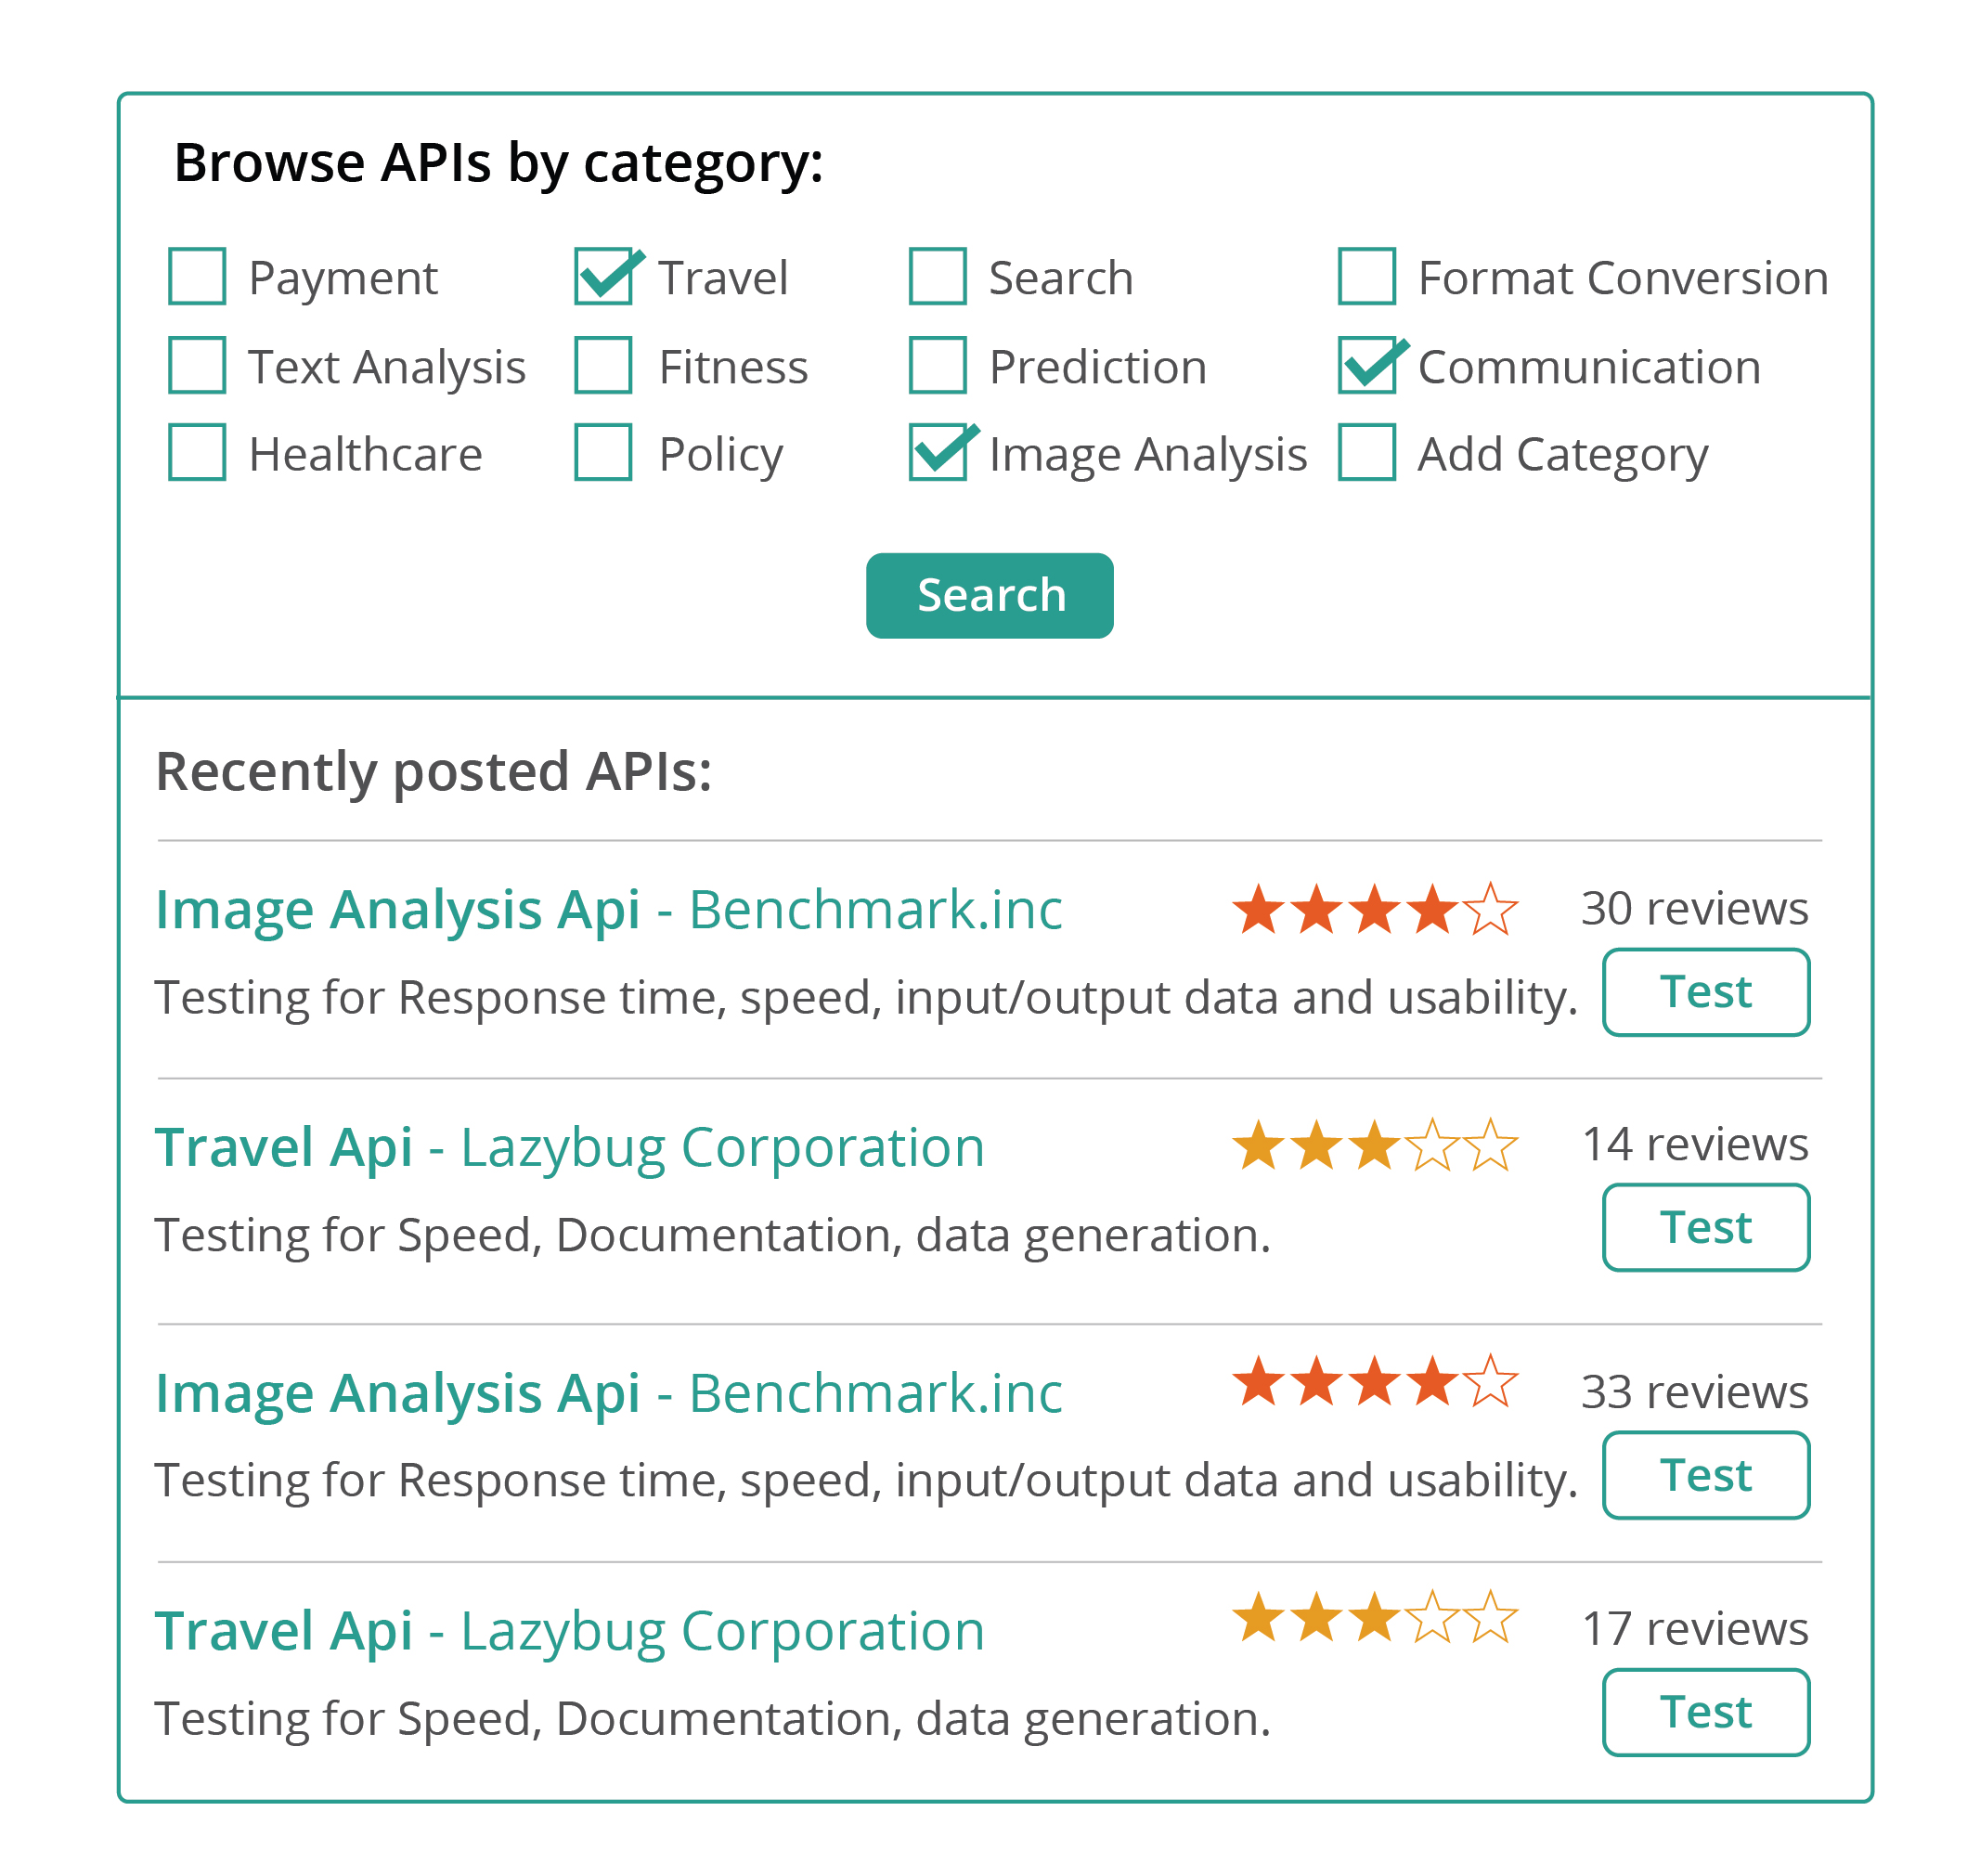 Browse APIs by category:
Payment Travel Search Format Conversion
Text Analysis Fitness Prediction Communication
Healthcare Policy Image Analysis Add Category
Search
Recently posted APIs:
Image Analysis Api - Benchmark.inc 30 reviews
Testing for Response time, speed, input/output data and usability. Test
Travel Api - Lazybug Corporation 14 reviews
Testing for Speed, Documentation, data generation. Test
Image Analysis Api - Benchmark.inc 33 reviews
Testing for Response time, speed, input/output data and usability. Test
Travel Api - Lazybug Corporation 17 reviews
Testing for Speed, Documentation, data generation. Test